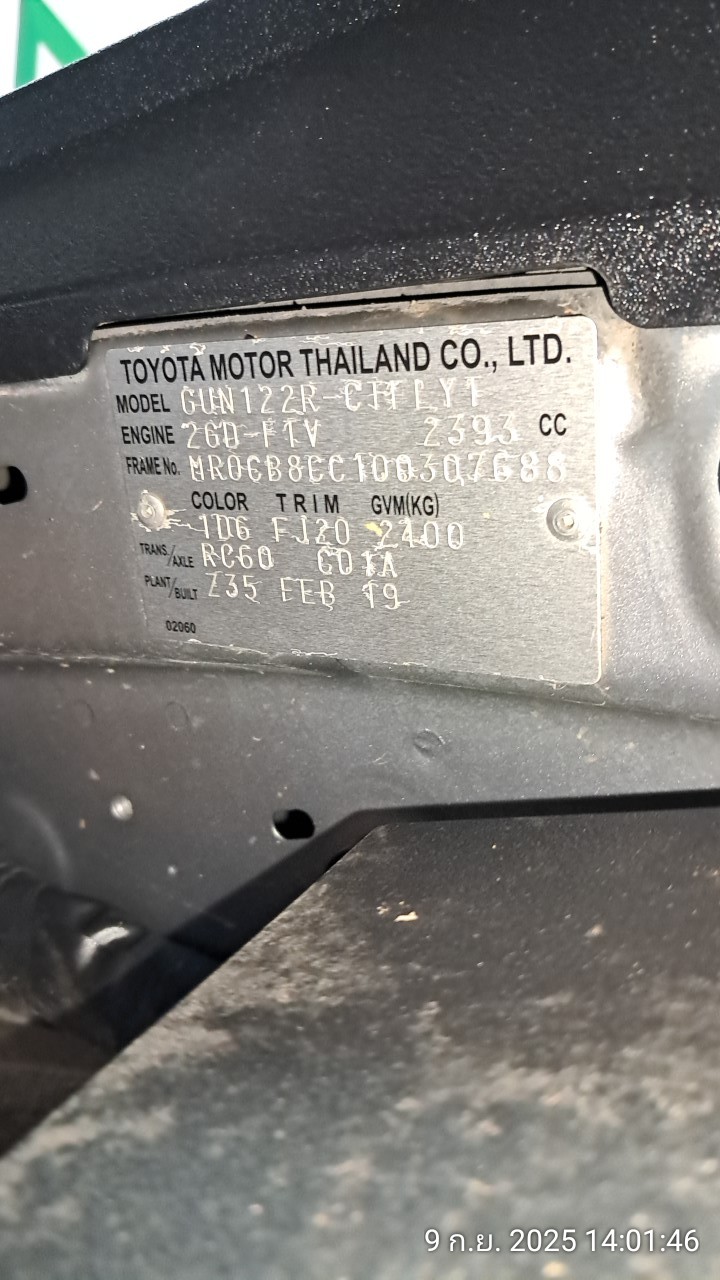 TOYOTA MOTOR THAILAND CO., LTD.
MODEL GUN122R-CTFLYT
ENGINE 2GD-FTV 2393 CC
FRAME No. MR0CB8CC100307688
COLOR TRIM GVM(KG)
1D6 FJ20
TRANS./AXLE RC60 G01A
PLANT/BUILT Z35 FEB 19
02060
9 ก.ย. 2025 14:01:46